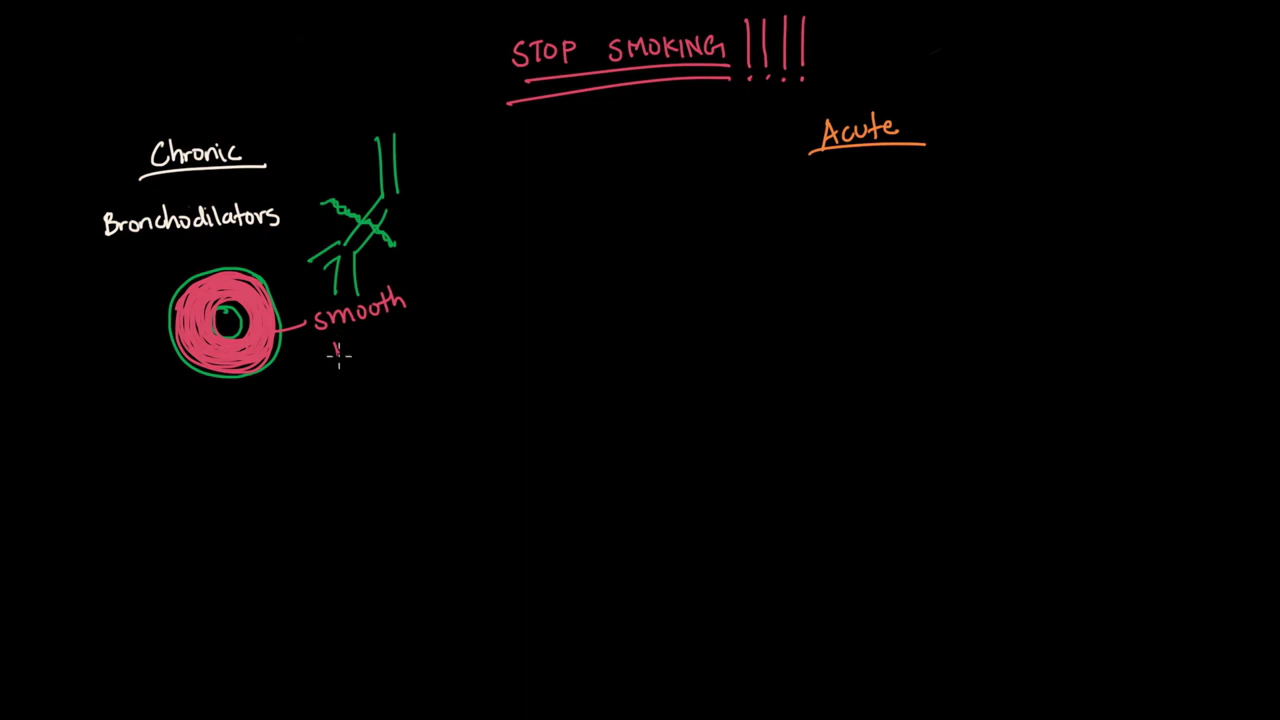 STOP SMOKING !!!!
Acute
Chronic
Bronchodilators
smooth